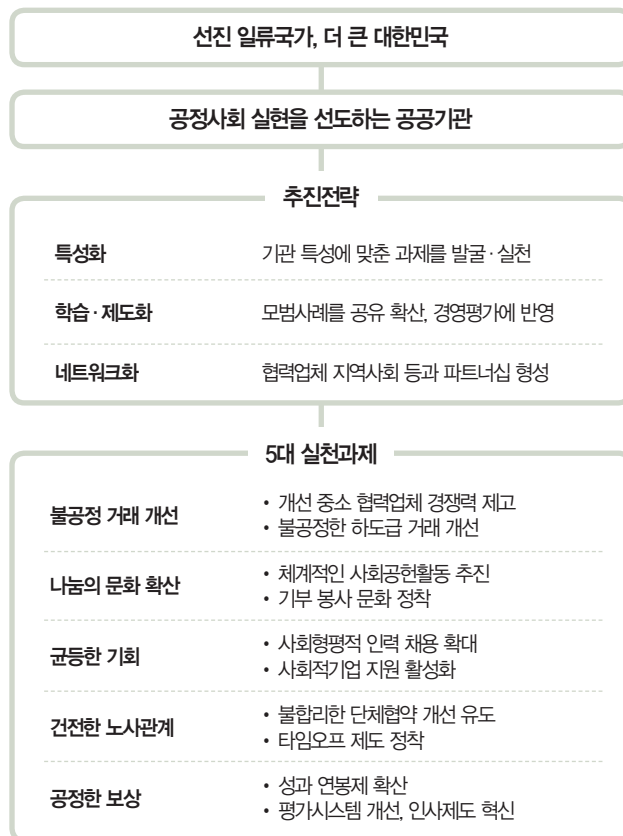 선진 일류국가, 더 큰 대한민국
공정사회 실현을 선도하는 공공기관
추진전략
특성화 기관 특성에 맞춘 과제를 발굴·실천
학습·제도화 모범사례를 공유 확산, 경영평가에 반영
네트워크화 협력업체 지역사회 등과 파트너십 형성
5대 실천과제
불공정 거래 개선
• 개선 중소 협력업체 경쟁력 제고
• 불공정한 하도급 거래 개선
나눔의 문화 확산
• 체계적인 사회공헌활동 추진
• 기부 봉사 문화 정착
균등한 기회
• 사회형평적 인력 채용 확대
• 사회적기업 지원 활성화
건전한 노사관계
• 불합리한 단체협약 개선 유도
• 타임오프 제도 정착
공정한 보상
• 성과 연봉제 확산
• 평가시스템 개선, 인사제도 혁신